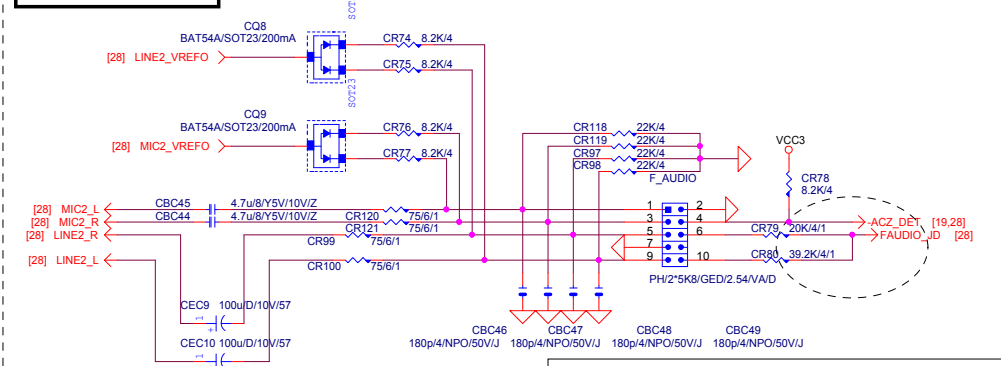 SOT
CQ8
BAT54A/SOT23/200mA
[28] LINE2_VREFO
CR74 8.2K/4
CR75 8.2K/4
SOT23
CQ9
BAT54A/SOT23/200mA
[28] MIC2_VREFO
CR76 8.2K/4
CR77 8.2K/4
CR118 22K/4
CR119 22K/4
CR97 22K/4
CR98 22K/4
F_AUDIO
VCC3
CR78
8.2K/4
[28] MIC2_L
CBC45 4.7u/8/Y5V/10V/Z
[28] MIC2_R
CBC44 4.7u/8/Y5V/10V/Z
[28] LINE2_R
CR120 75/6/1
CR121 75/6/1
CR99 75/6/1
[28] LINE2_L
CR100 75/6/1
1 2
3 4
5 6
7
9 10
-ACZ_DET [19,28]
CR79 20K/4/1
FAUDIO_JD [28]
CR80 39.2K/4/1
PH/2*5K8/GED/2.54/VA/D
CEC9 100u/D/10V/57
1
+
CEC10 100u/D/10V/57
1
CBC46 CBC47 CBC48 CBC49
180p/4/NPO/50V/J 180p/4/NPO/50V/J 180p/4/NPO/50V/J 180p/4/NPO/50V/J